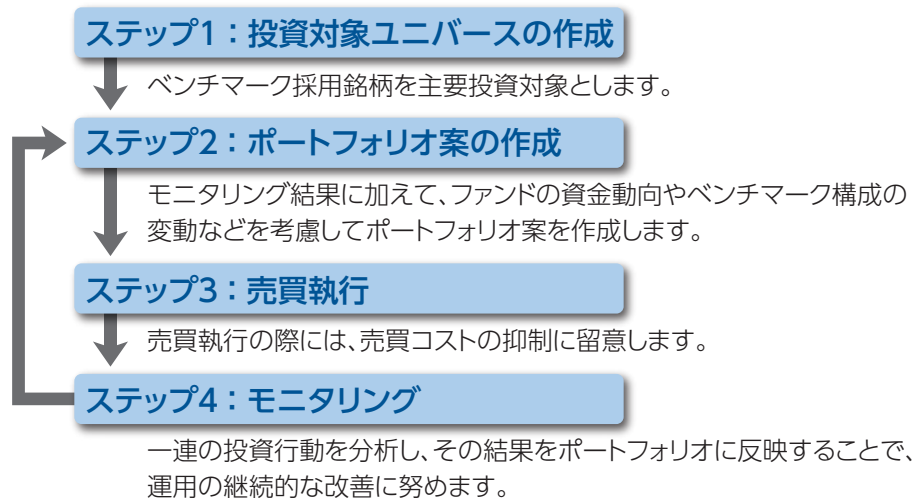 ステップ1：投資対象ユニバースの作成
ベンチマーク採用銘柄を主要投資対象とします。
ステップ2：ポートフォリオ案の作成
モニタリング結果に加えて、ファンドの資金動向やベンチマーク構成の
変動などを考慮してポートフォリオ案を作成します。
ステップ3：売買執行
売買執行の際には、売買コストの抑制に留意します。
ステップ4：モニタリング
一連の投資行動を分析し、その結果をポートフォリオに反映することで、
運用の継続的な改善に努めます。